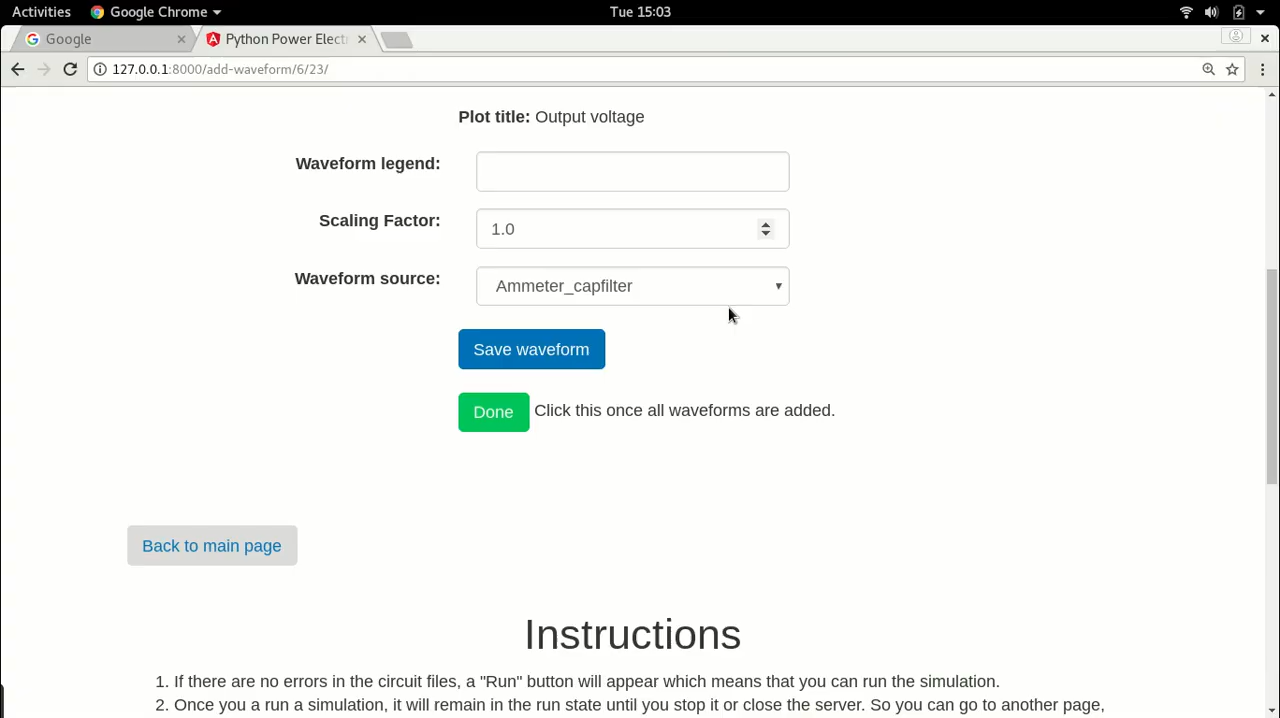 Activities Google Chrome Tue 15:03
Google Python Power Elect
127.0.0.1:8000/add-waveform/6/23/
Plot title: Output voltage
Waveform legend:
Scaling Factor: 1.0
Waveform source: Ammeter_capfilter
Save waveform
Done Click this once all waveforms are added.
Back to main page
Instructions
1. If there are no errors in the circuit files, a "Run" button will appear which means that you can run the simulation.
2. Once you a run a simulation, it will remain in the run state until you stop it or close the server. So you can go to another page,